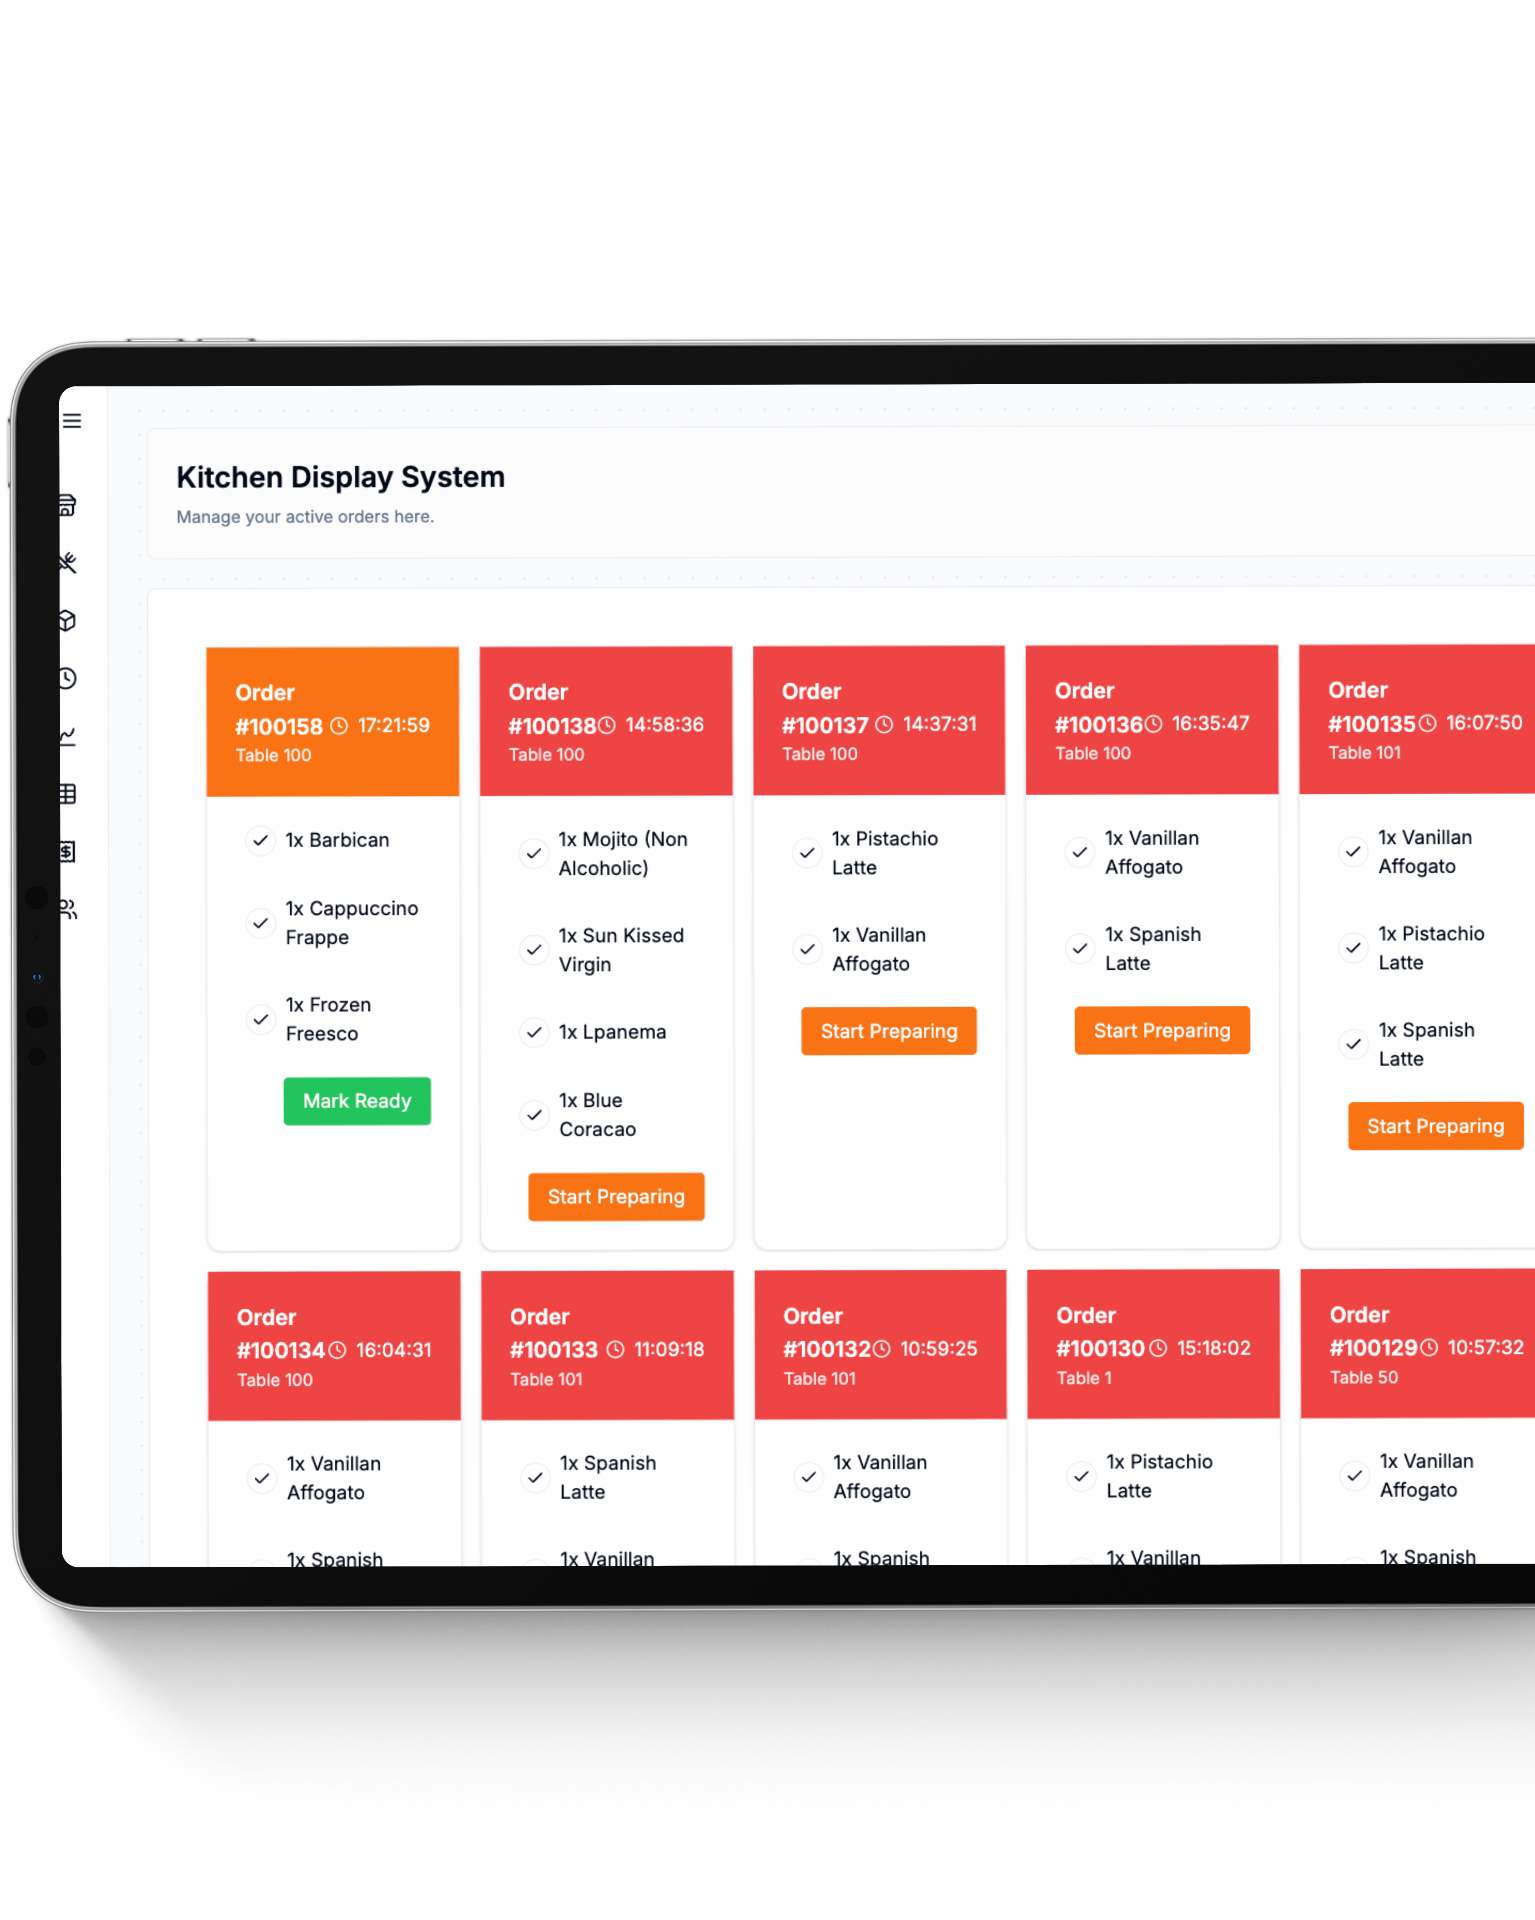 Kitchen Display System
Manage your active orders here.
Order
#100158 17:21:59
Table 100
1x Barbican
1x Cappuccino
Frappe
1x Frozen
Freesco
Mark Ready
Order
#100138 14:58:36
Table 100
1x Mojito (Non
Alcoholic)
1x Sun Kissed
Virgin
1x Lpanema
1x Blue
Coracao
Start Preparing
Order
#100137 14:37:31
Table 100
1x Pistachio
Latte
1x Vanillan
Affogato
Start Preparing
Order
#100136 16:35:47
Table 100
1x Vanillan
Affogato
1x Spanish
Latte
Start Preparing
Order
#100135 16:07:50
Table 101
1x Vanillan
Affogato
1x Pistachio
Latte
1x Spanish
Latte
Start Preparing
Order
#100134 16:04:31
Table 100
1x Vanillan
Affogato
1x Spanish
Order
#100133 11:09:18
Table 101
1x Spanish
Latte
1x Vanillan
Order
#100132 10:59:25
Table 101
1x Vanillan
Affogato
1x Spanish
Order
#100130 15:18:02
Table 1
1x Pistachio
Latte
1x Vanillan
Order
#100129 10:57:32
Table 50
1x Vanillan
Affogato
1x Spanish